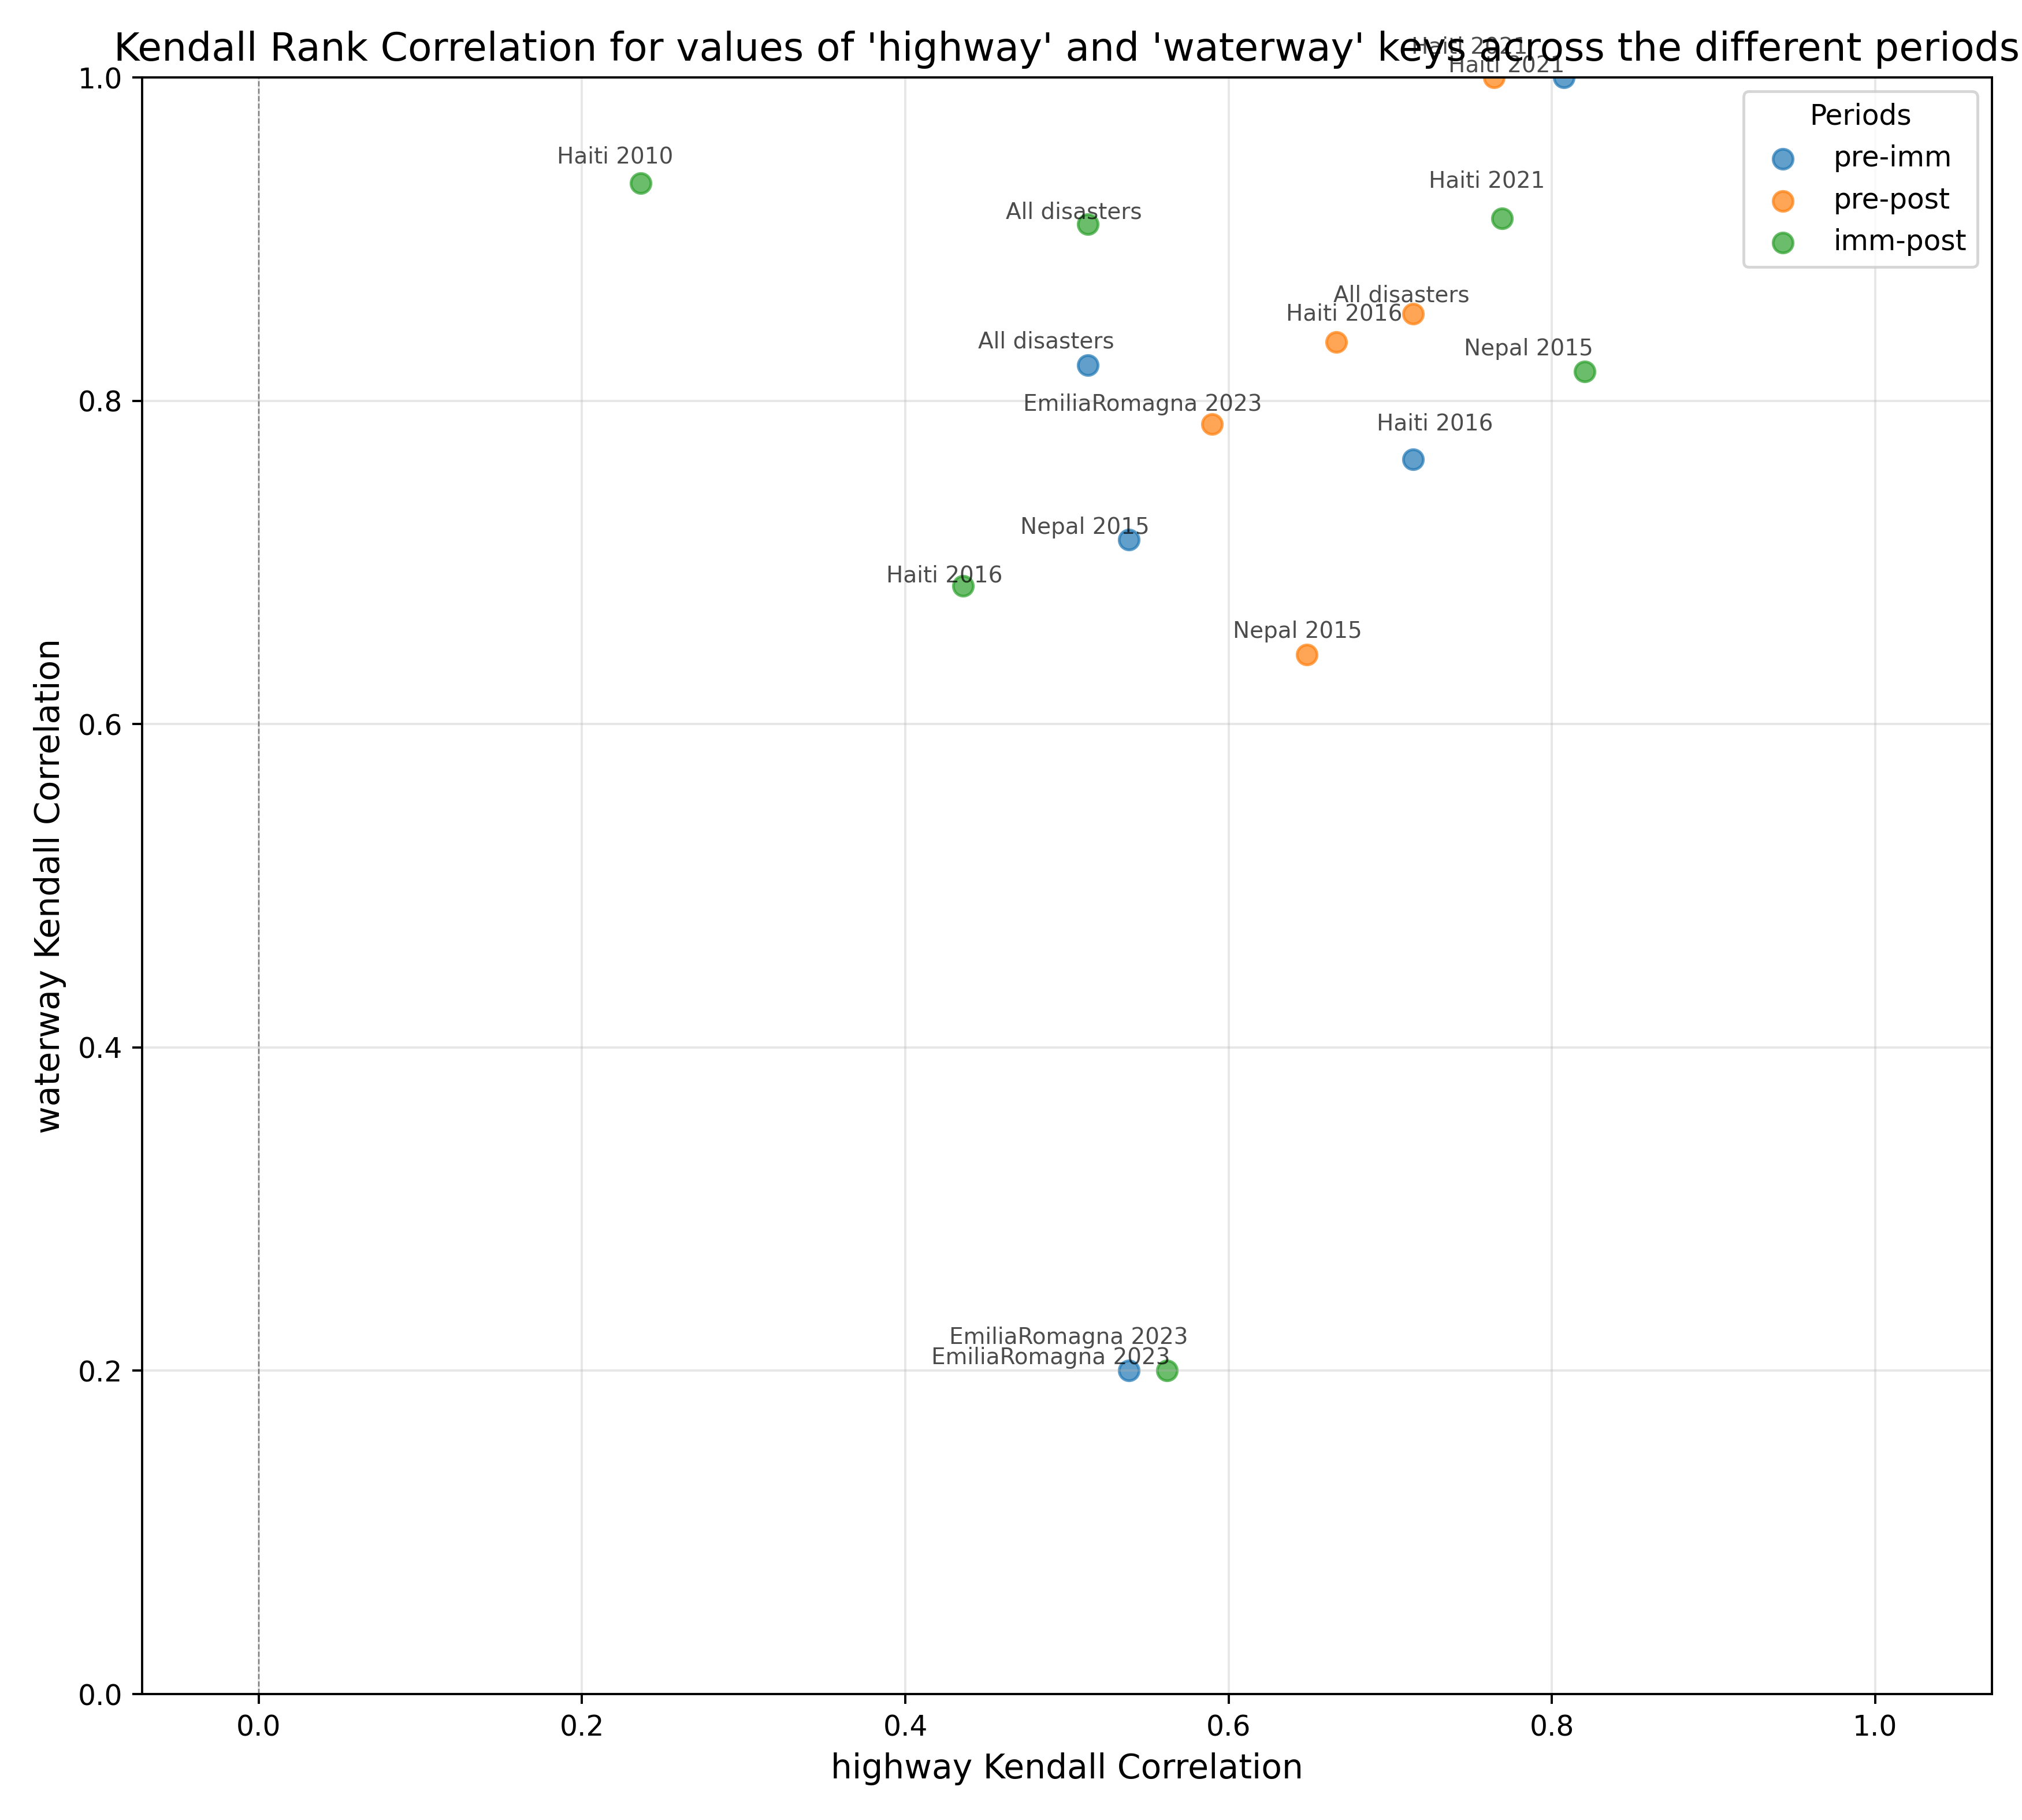 Kendall Rank Correlation for values of 'highway' and 'waterway' keys across the different periods
Haiti 2021
Haiti 2021
1.0
Periods
pre-imm
pre-post
imm-post
Haiti 2010
Haiti 2021
All disasters
All disasters
Haiti 2016
All disasters
Nepal 2015
0.8
EmiliaRomagna 2023
Haiti 2016
Nepal 2015
Haiti 2016
Nepal 2015
0.6
waterway Kendall Correlation
0.4
EmiliaRomagna 2023
EmiliaRomagna 2023
0.2
0.0
0.0 0.2 0.4 0.6 0.8 1.0
highway Kendall Correlation